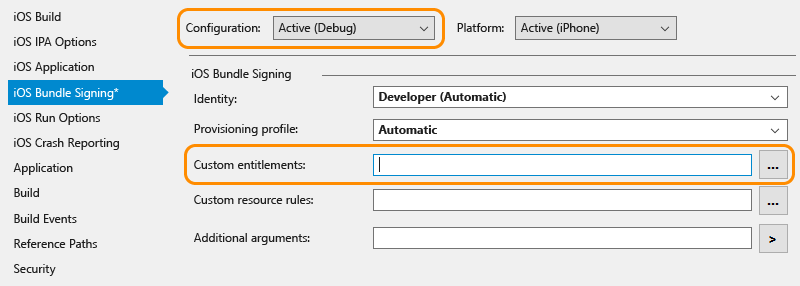 iOS Build
iOS IPA Options
iOS Application
iOS Bundle Signing*
iOS Run Options
iOS Crash Reporting
Application
Build
Build Events
Reference Paths
Security
Configuration: Active (Debug) Platform: Active (iPhone)
iOS Bundle Signing
Identity: Developer (Automatic)
Provisioning profile: Automatic
Custom entitlements: ...
Custom resource rules: ...
Additional arguments: >